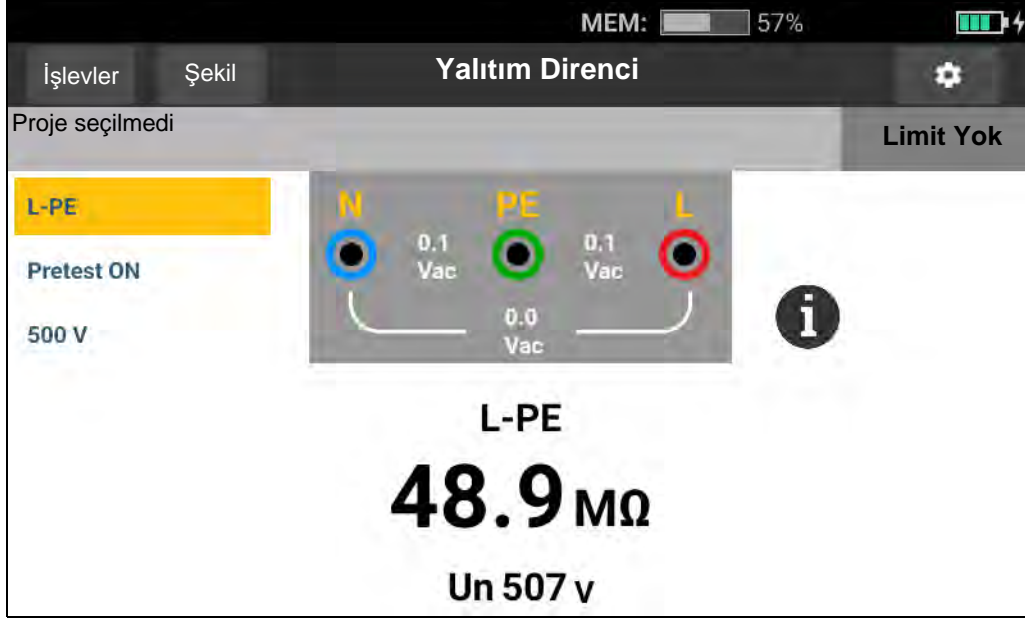 MEM: 57%
İşlevler Şekil Yalıtım Direnci
Proje seçilmedi Limit Yok
L-PE
Pretest ON
500 V
N PE L
0.1 0.1
Vac Vac
0.0
Vac
i
L-PE
48.9 MΩ
Un 507 V